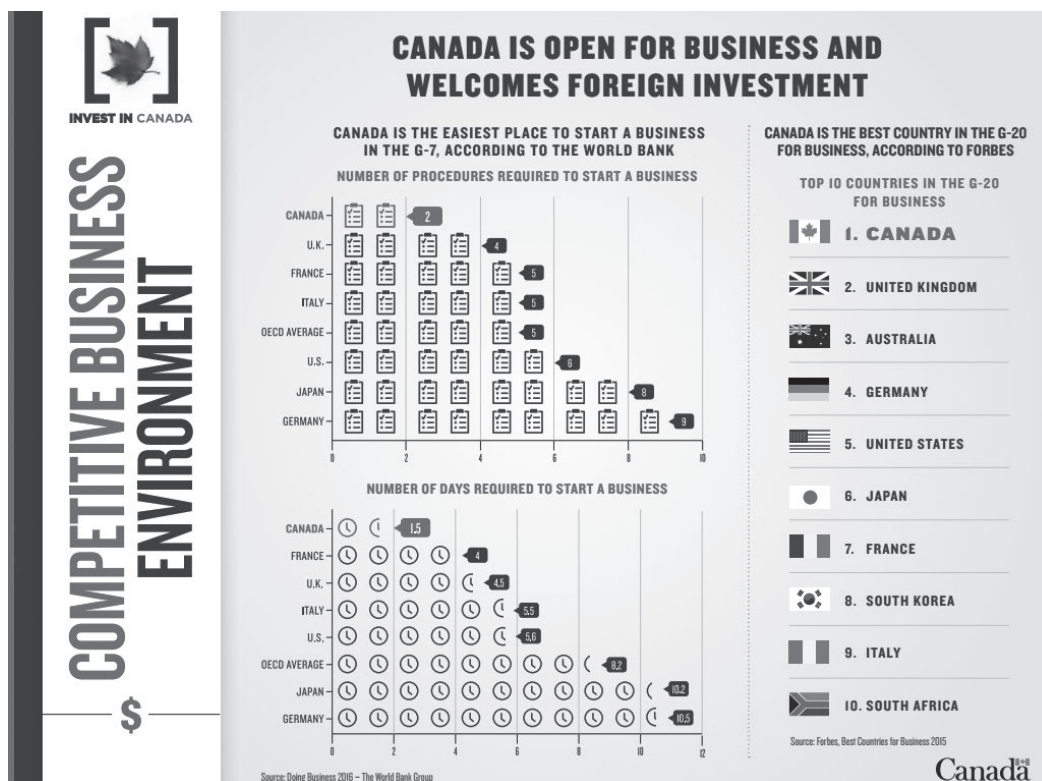 INVEST IN CANADA
COMPETITIVE BUSINESS
ENVIRONMENT
$
CANADA IS OPEN FOR BUSINESS AND
WELCOMES FOREIGN INVESTMENT
CANADA IS THE EASIEST PLACE TO START A BUSINESS
IN THE G-7, ACCORDING TO THE WORLD BANK
NUMBER OF PROCEDURES REQUIRED TO START A BUSINESS
CANADA 2
U.K. 4
FRANCE 5
ITALY 5
OECD AVERAGE 5
U.S. 6
JAPAN 8
GERMANY 9
0 2 4 6 8 10
NUMBER OF DAYS REQUIRED TO START A BUSINESS
CANADA 1.5
FRANCE 4
U.K. 4.5
ITALY 5.5
U.S. 5.6
OECD AVERAGE 8.2
JAPAN 10.2
GERMANY 10.5
0 2 4 6 8 10 12
Source: Doing Business 2016 – The World Bank Group
CANADA IS THE BEST COUNTRY IN THE G-20
FOR BUSINESS, ACCORDING TO FORBES
TOP 10 COUNTRIES IN THE G-20
FOR BUSINESS
1. CANADA
2. UNITED KINGDOM
3. AUSTRALIA
4. GERMANY
5. UNITED STATES
6. JAPAN
7. FRANCE
8. SOUTH KOREA
9. ITALY
10. SOUTH AFRICA
Source: Forbes, Best Countries for Business 2015
Canada